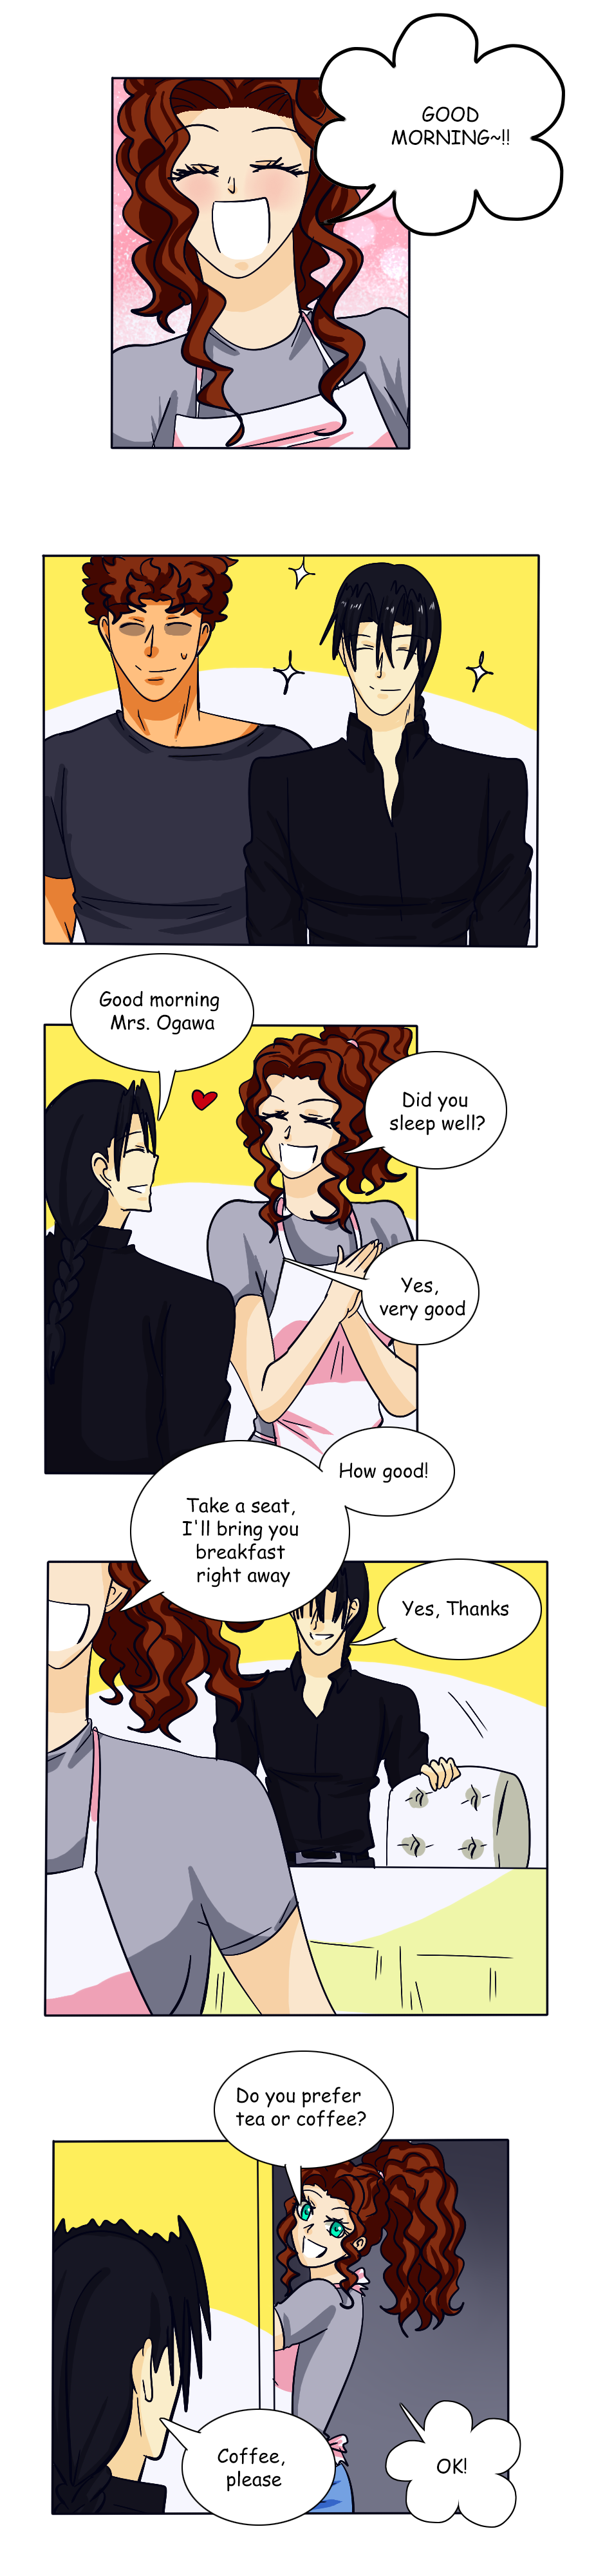 GOOD
MORNING~!!
Good morning
Mrs. Ogawa
Did you
sleep well?
Yes,
very good
How good!
Take a seat,
I'll bring you
breakfast
right away
Yes, Thanks
Do you prefer
tea or coffee?
Coffee,
please
OK!